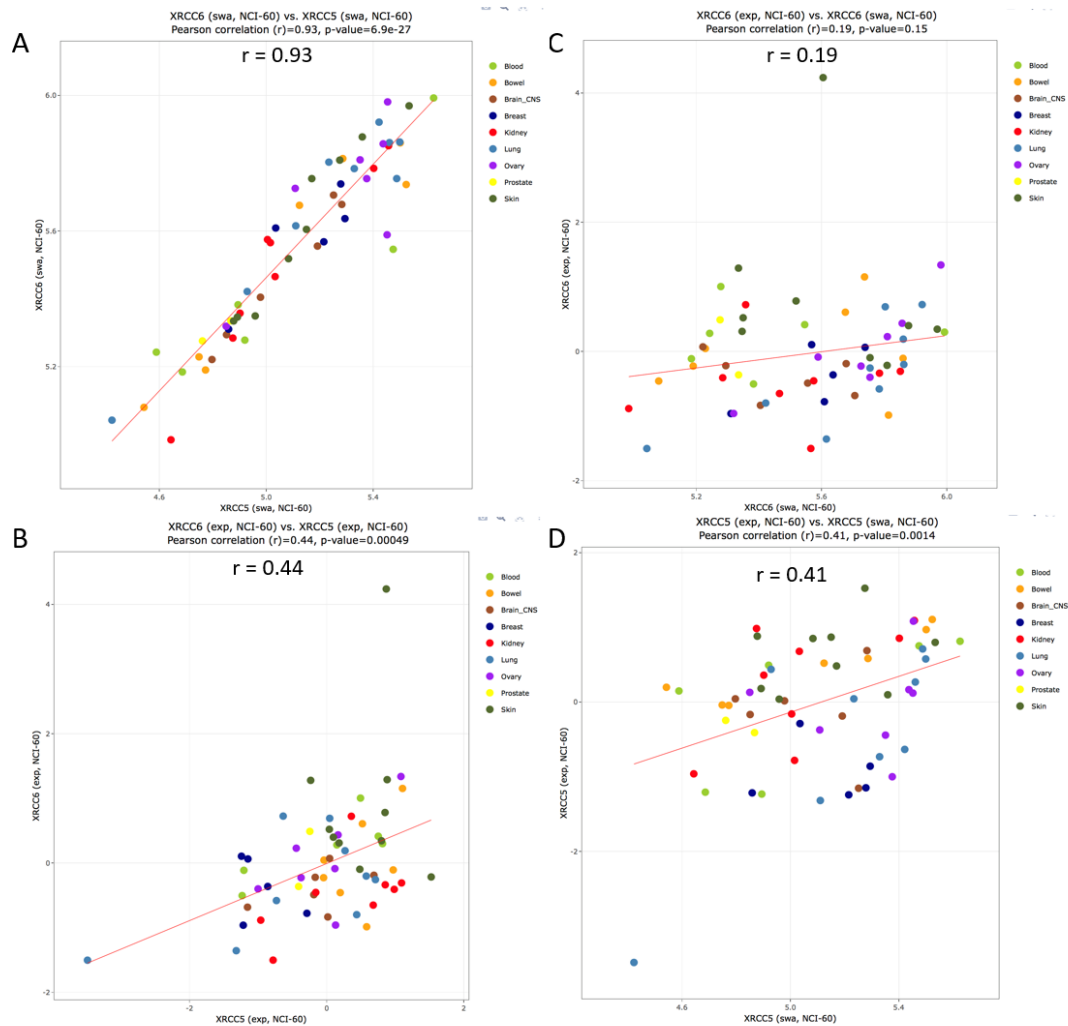 A
XRCC6 (swa, NCI-60) vs. XRCC5 (swa, NCI-60)
Pearson correlation (r)=0.93, p-value=6.9e-27
r = 0.93
XRCC6 (swa, NCI-60)
6.0
5.6
5.2
4.6
5.0
5.4
XRCC5 (swa, NCI-60)
Blood
Bowel
Brain_CNS
Breast
Kidney
Lung
Ovary
Prostate
Skin
C
XRCC6 (exp, NCI-60) vs. XRCC6 (swa, NCI-60)
Pearson correlation (r)=0.19, p-value=0.15
r = 0.19
XRCC6 (exp, NCI-60)
4
2
0
-2
5.2
5.6
6.0
XRCC6 (swa, NCI-60)
Blood
Bowel
Brain_CNS
Breast
Kidney
Lung
Ovary
Prostate
Skin
B
XRCC6 (exp, NCI-60) vs. XRCC5 (exp, NCI-60)
Pearson correlation (r)=0.44, p-value=0.00049
r = 0.44
XRCC6 (exp, NCI-60)
4
2
0
-2
-2
0
2
XRCC5 (exp, NCI-60)
Blood
Bowel
Brain_CNS
Breast
Kidney
Lung
Ovary
Prostate
Skin
D
XRCC5 (exp, NCI-60) vs. XRCC5 (swa, NCI-60)
Pearson correlation (r)=0.41, p-value=0.0014
r = 0.41
XRCC5 (exp, NCI-60)
2
0
-2
4.6
5.0
5.4
XRCC5 (swa, NCI-60)
Blood
Bowel
Brain_CNS
Breast
Kidney
Lung
Ovary
Prostate
Skin